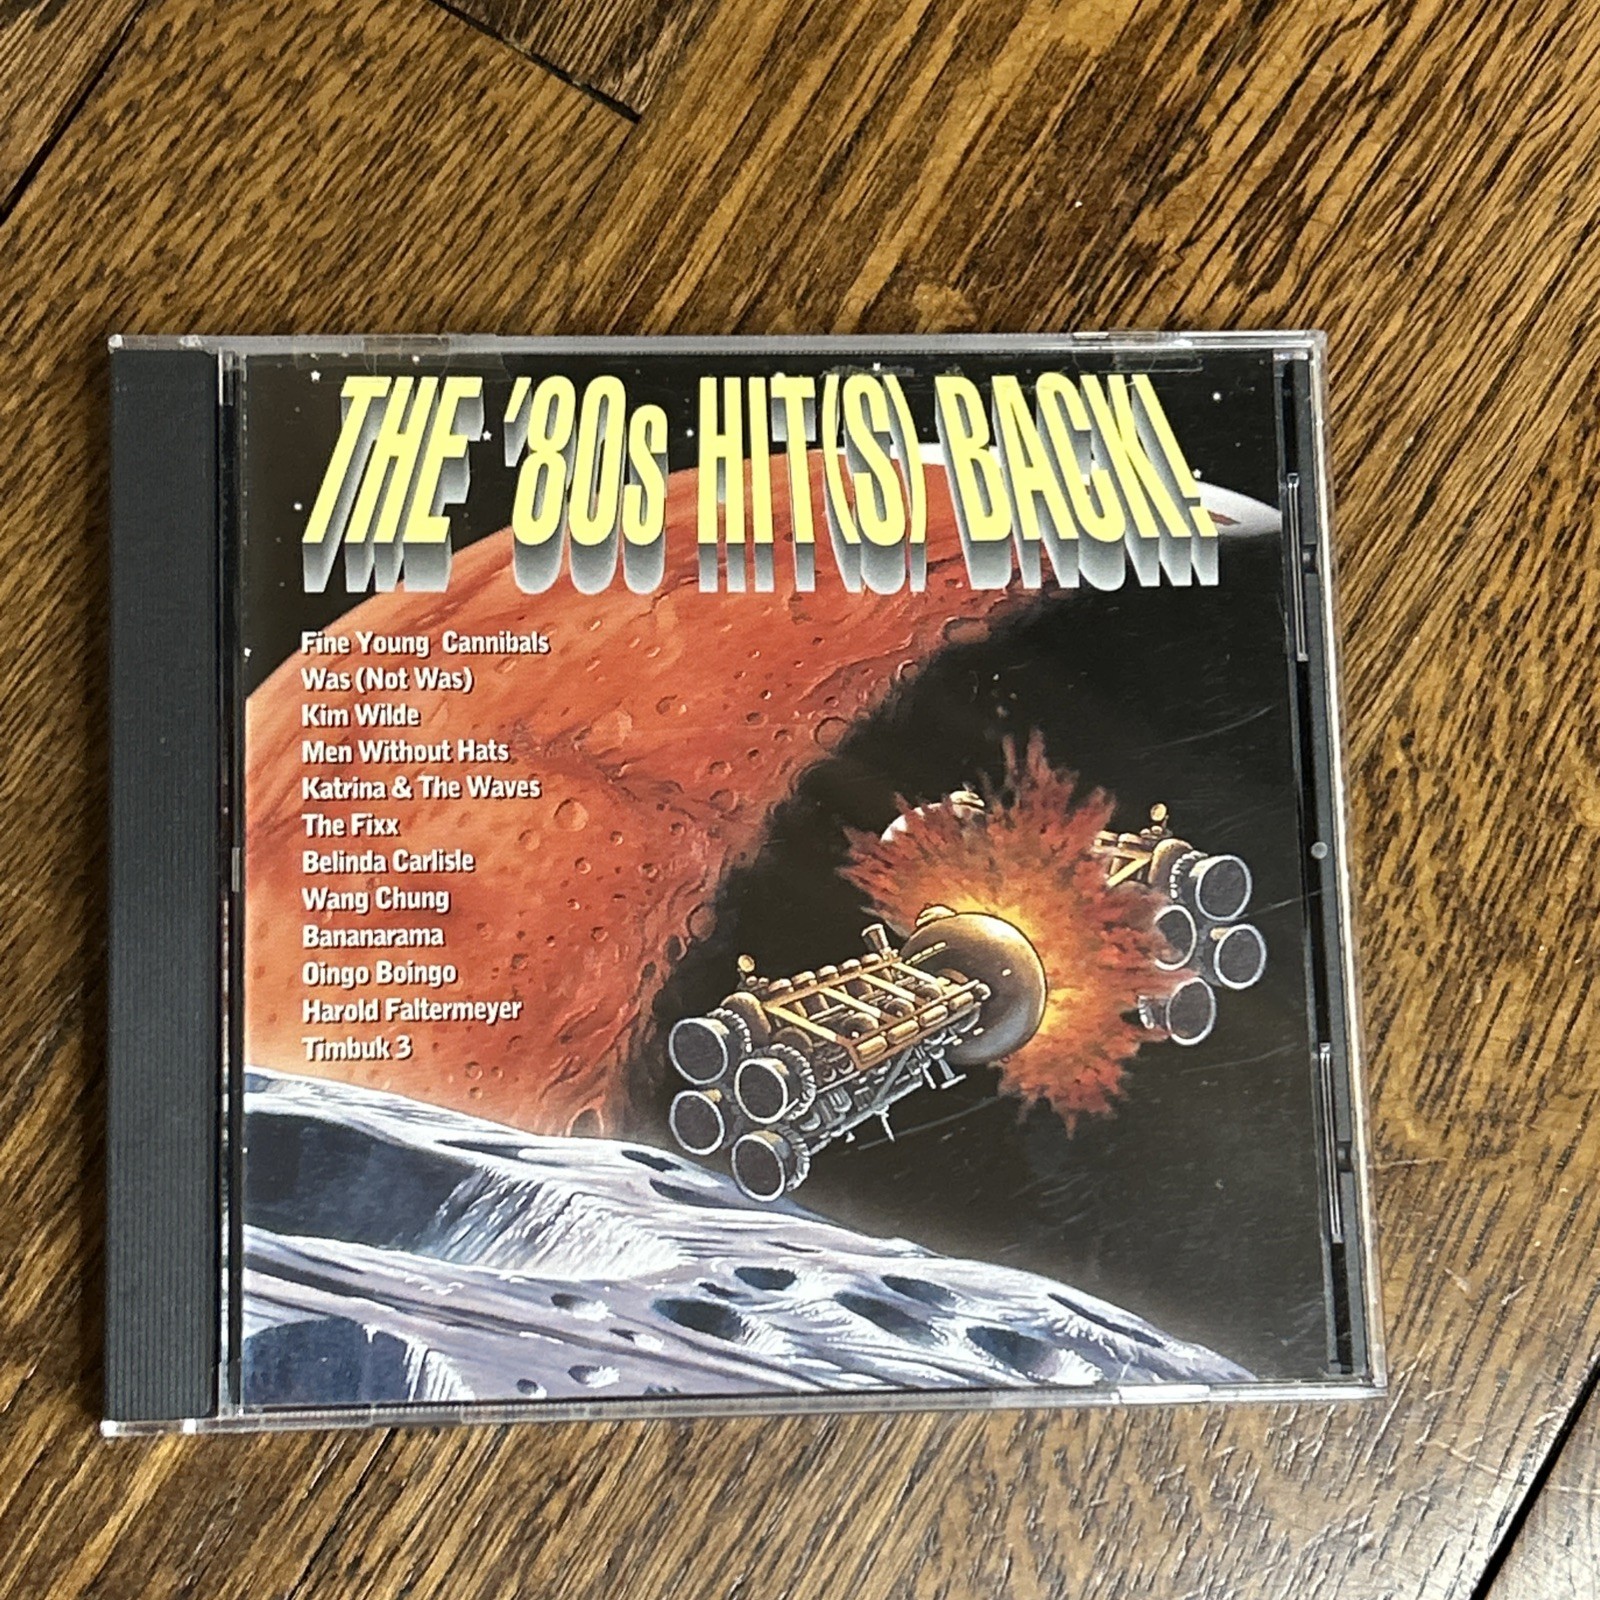 THE '80s HIT(S) BACK!
Fine Young Cannibals
Was (Not Was)
Kim Wilde
Men Without Hats
Katrina & The Waves
The Fixx
Belinda Carlisle
Wang Chung
Bananarama
Oingo Boingo
Harold Faltermeyer
Timbuk 3